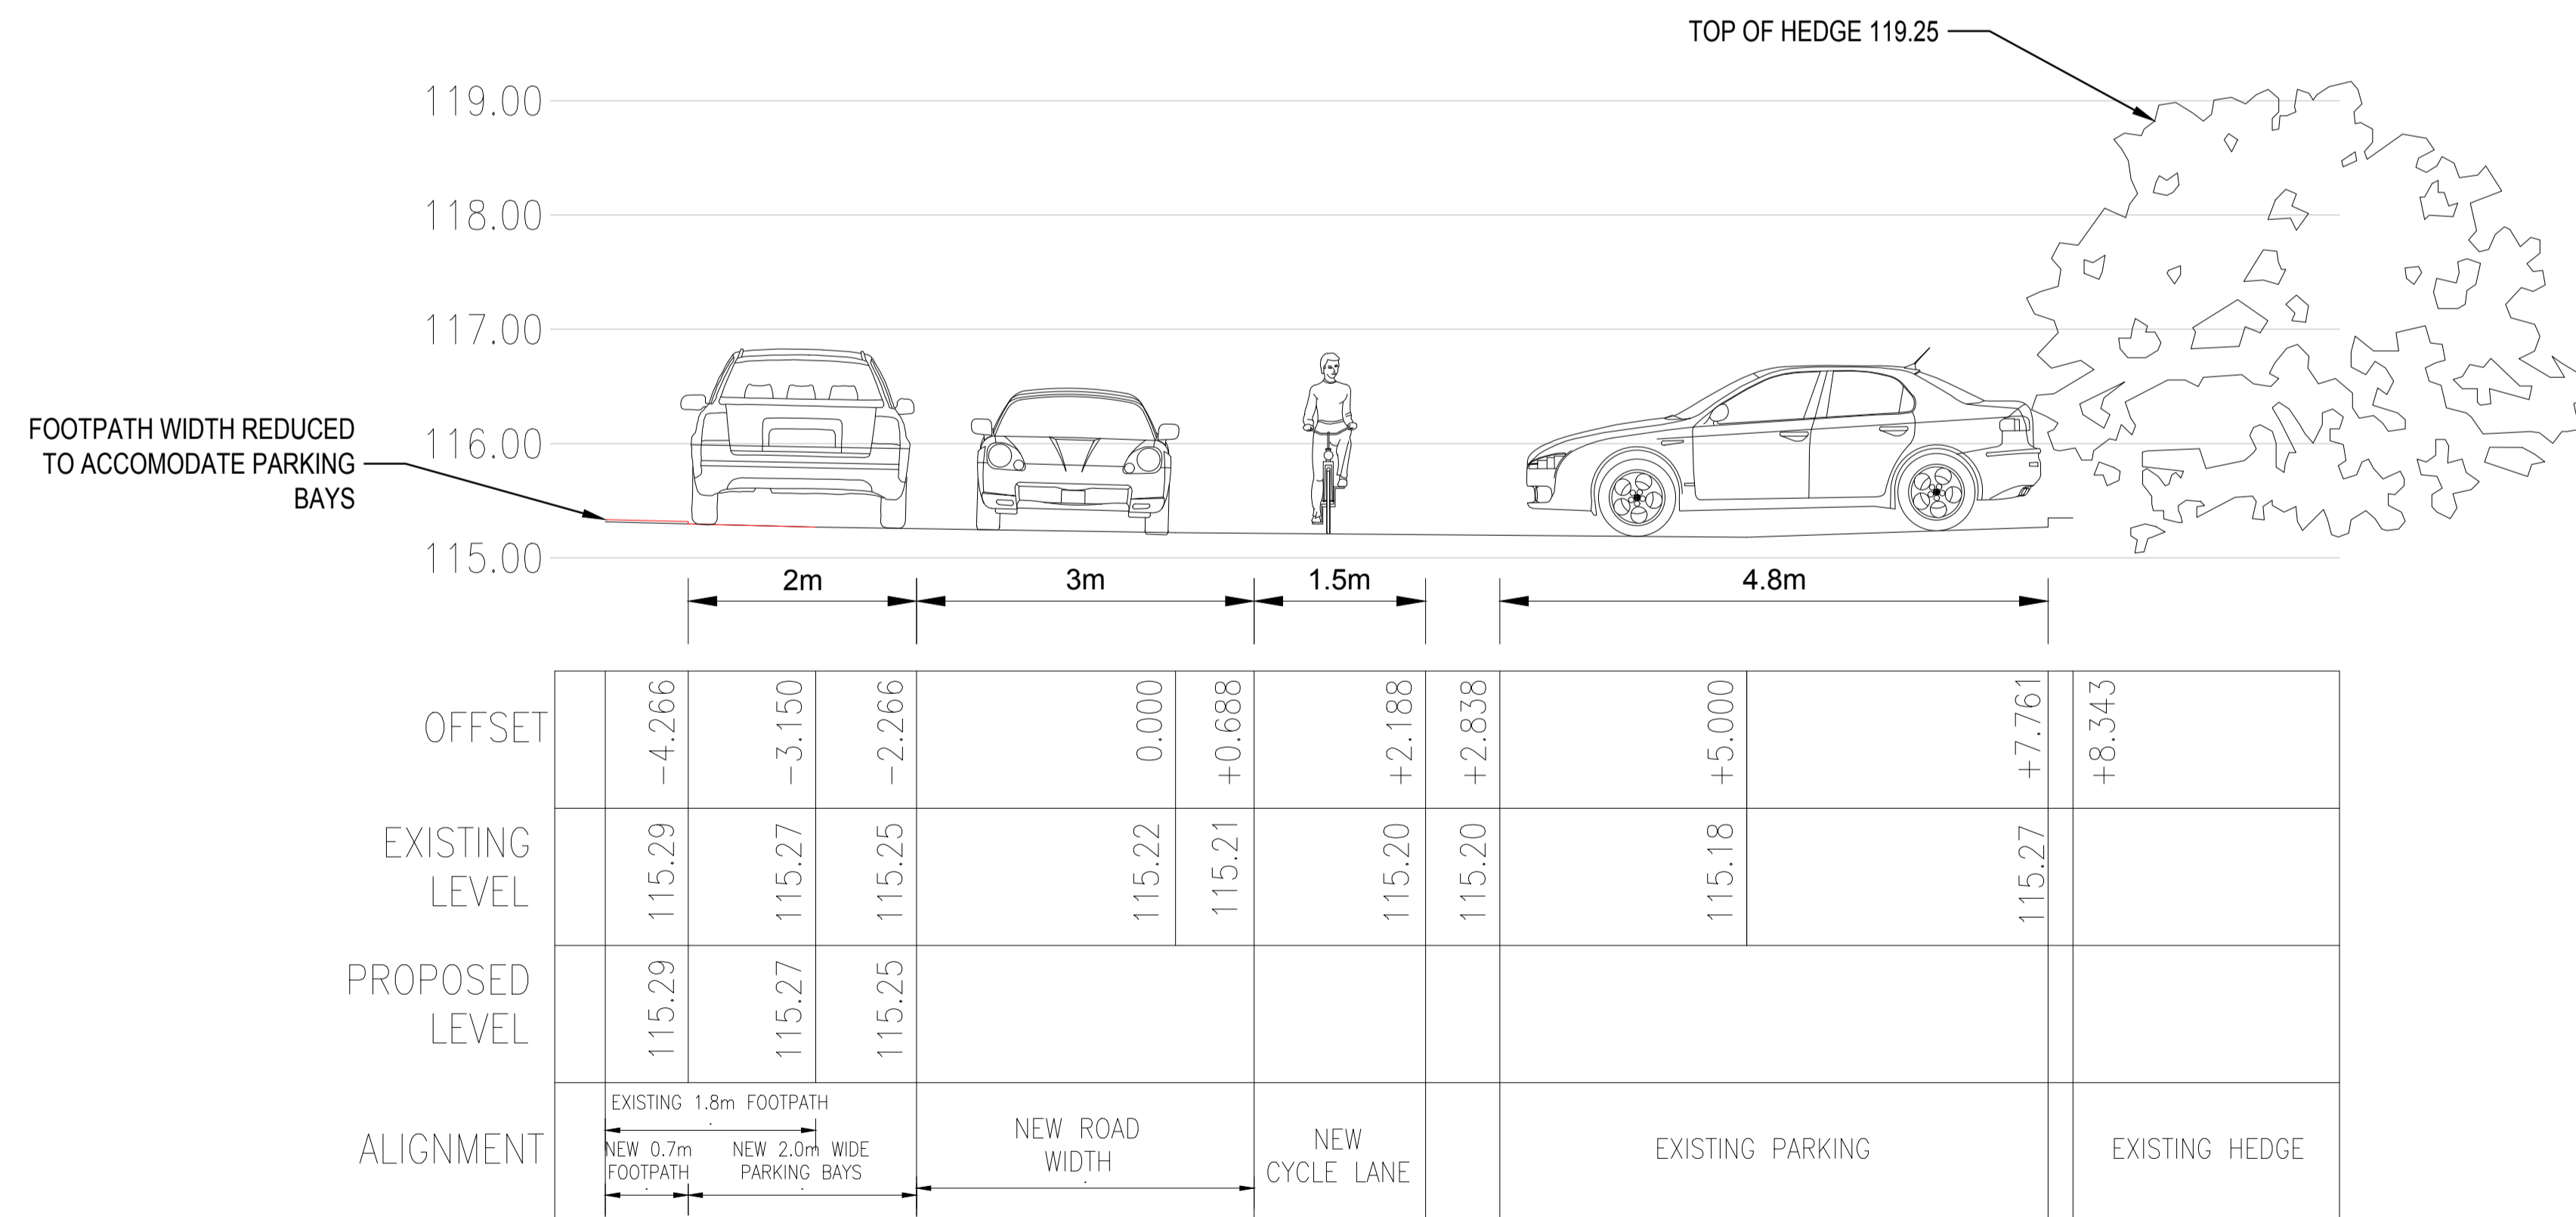 TOP OF HEDGE 119.25
119.00
118.00
117.00
116.00
115.00
FOOTPATH WIDTH REDUCED
TO ACCOMODATE PARKING
BAYS
2m
3m
1.5m
4.8m
OFFSET
-4.266
-3.150
-2.266
0.000
+0.688
+2.188
+2.838
+5.000
+7.761
+8.343
EXISTING
LEVEL
115.29
115.27
115.25
115.22
115.21
115.20
115.20
115.18
115.27
PROPOSED
LEVEL
115.29
115.27
115.25
ALIGNMENT
EXISTING 1.8m FOOTPATH
NEW 0.7m
FOOTPATH
NEW 2.0m WIDE
PARKING BAYS
NEW ROAD
WIDTH
NEW
CYCLE LANE
EXISTING PARKING
EXISTING HEDGE